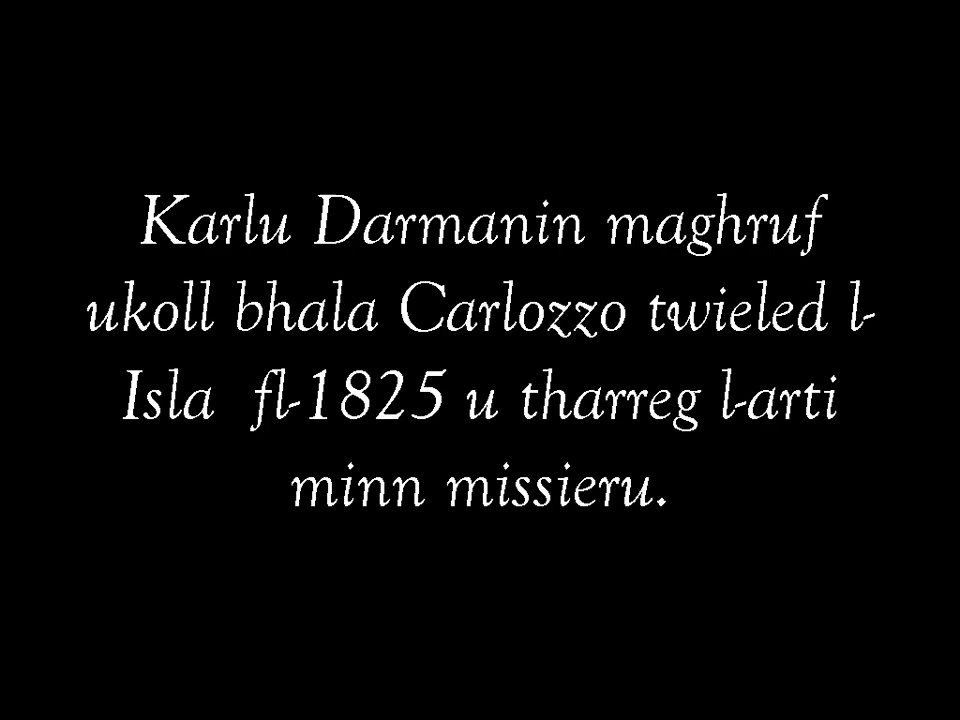 Karlu Darmanin maghruf
ukoll bhala Carlozzo twieled l-
Isla  fl-1825 u tharreg l-arti
minn missieru.